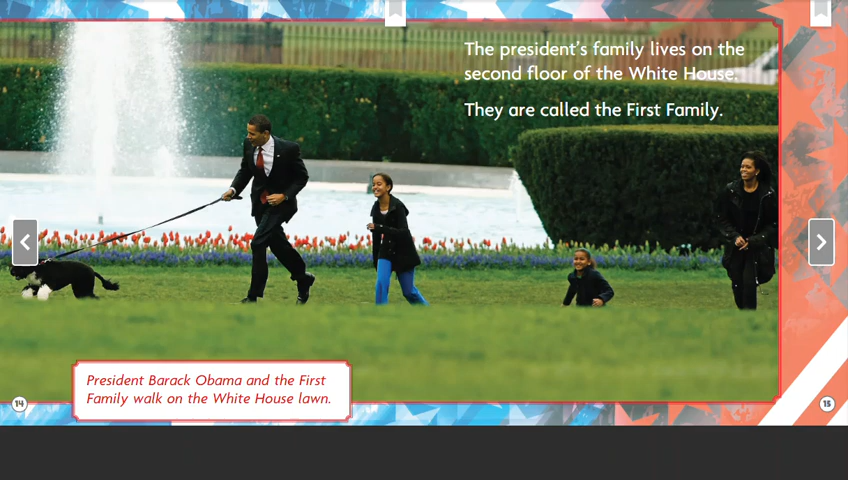 The president's family lives on the
second floor of the White House.
They are called the First Family.
President Barack Obama and the First
Family walk on the White House lawn.
14
15